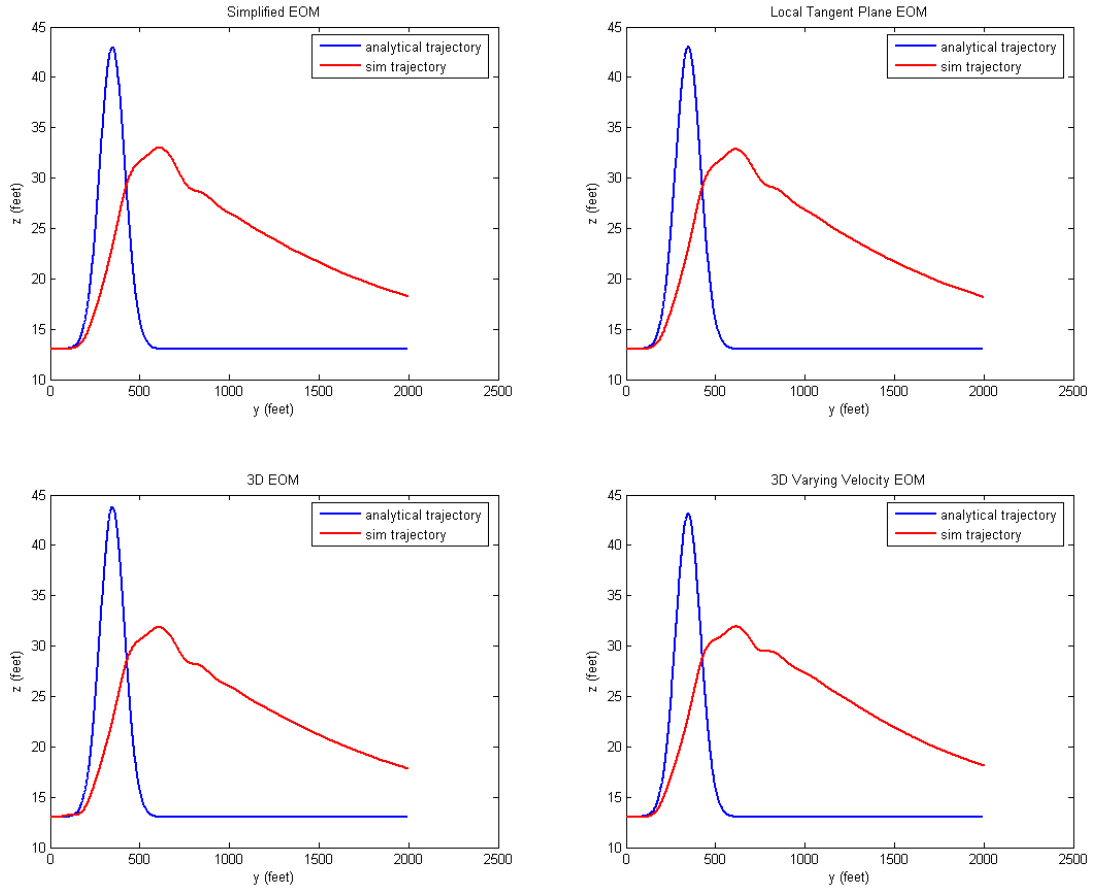 Simplified EOM
45
40
35
30
25
20
15
10
z (feet)
analytical trajectory
sim trajectory
0 500 1000 1500 2000 2500
y (feet)
Local Tangent Plane EOM
45
40
35
30
25
20
15
10
z (feet)
analytical trajectory
sim trajectory
0 500 1000 1500 2000 2500
y (feet)
3D EOM
45
40
35
30
25
20
15
10
z (feet)
analytical trajectory
sim trajectory
0 500 1000 1500 2000 2500
y (feet)
3D Varying Velocity EOM
45
40
35
30
25
20
15
10
z (feet)
analytical trajectory
sim trajectory
0 500 1000 1500 2000 2500
y (feet)